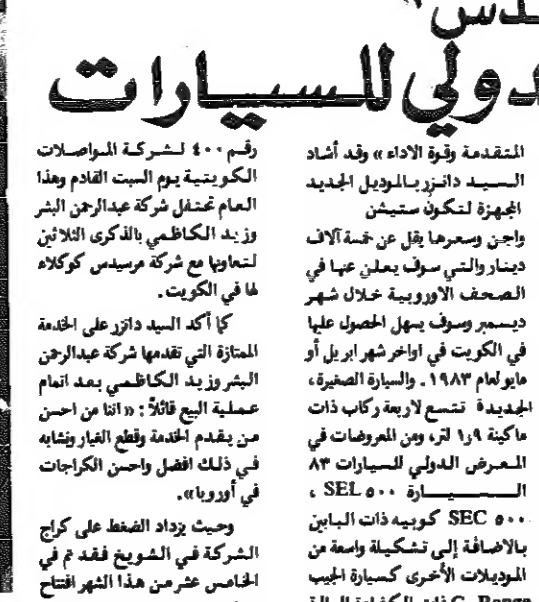 دولي للسيارات
المتقدمة وقوة الاداء» وقد أشاد
السيد دانزر بالموديل الجديد
المجهزة لتكون ستيشن
واجن وسعرها يقل عن خمسة آلاف
دينار والتي سوف يعلن عنها في
الصحف الاوروبية خلال شهر
ديسمبر وسوف يسهل الحصول عليها
في الكويت في اواخر شهر ابريل أو
مايو لعام ١٩٨٣. والسيارة الصغيرة،
الجديدة تتسع لاربعة ركاب ذات
ماكينة ١٫٩ لتر، ومن المعروضات في
المعرض الدولي للسيارات ٨٣
السيارة ٥٠٠ SEL ،
٥٠٠ SEC كوبيه ذات البابين
بالاضافة إلى تشكيلة واسعة من
الموديلات الأخرى كسيارة الجيب
رقم ٤٠٠ لشركة المواصلات
الكويتية يوم السبت القادم وهذا
العام تحتفل شركة عبدالرحمن البشر
وزيد الكاظمي بالذكرى الثلاثين
لتعاونها مع شركة مرسيدس كوكلاء
لها في الكويت.
كما أكد السيد دانزر على الخدمة
الممتازة التي تقدمها شركة عبدالرحمن
البشر وزيد الكاظمي بعد اتمام
عملية البيع قائلاً: «اننا من احسن
من يقدم الخدمة وقطع الغيار ونشابه
في ذلك افضل واحسن الكراجات
في أوروبا».
وحيث يزداد الضغط على كراج
الشركة في الشويخ فقد تم في
الخامس عشر من هذا الشهر افتتاح